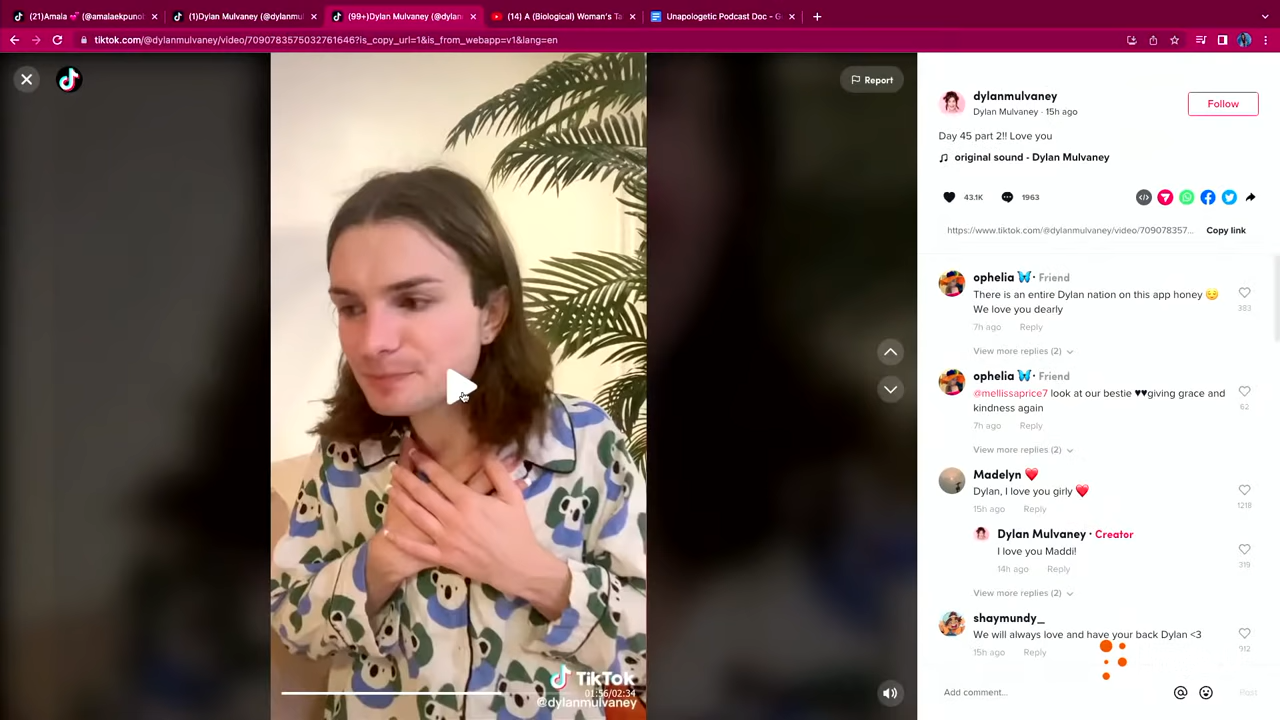 (21)Amala 💕 (@amalaekpunol
(1)Dylan Mulvaney (@dylanmul
(99+)Dylan Mulvaney (@dylan
(14) A (Biological) Woman's Ta
Unapologetic Podcast Doc - G
tiktok.com/@dylanmulvaney/video/7090783575032761646?is_copy_url=1&is_from_webapp=v1&lang=en
Report
dylanmulvaney
Dylan Mulvaney · 15h ago
Follow
Day 45 part 2!! Love you
original sound - Dylan Mulvaney
43.1K
1963
https://www.tiktok.com/@dylanmulvaney/video/709078357...
Copy link
ophelia 🦋 · Friend
There is an entire Dylan nation on this app honey 😌
We love you dearly
383
7h ago Reply
View more replies (2)
ophelia 🦋 · Friend
@mellissaprice7 look at our bestie ♥♥giving grace and
kindness again
62
7h ago Reply
View more replies (2)
Madelyn ❤️
Dylan, I love you girly ❤️
1218
15h ago Reply
Dylan Mulvaney · Creator
I love you Maddi!
319
14h ago Reply
View more replies (2)
shaymundy_
We will always love and have your back Dylan <3
912
15h ago Reply
TikTok
01:56/02:34
@dylanmulvaney
Add comment...
Post